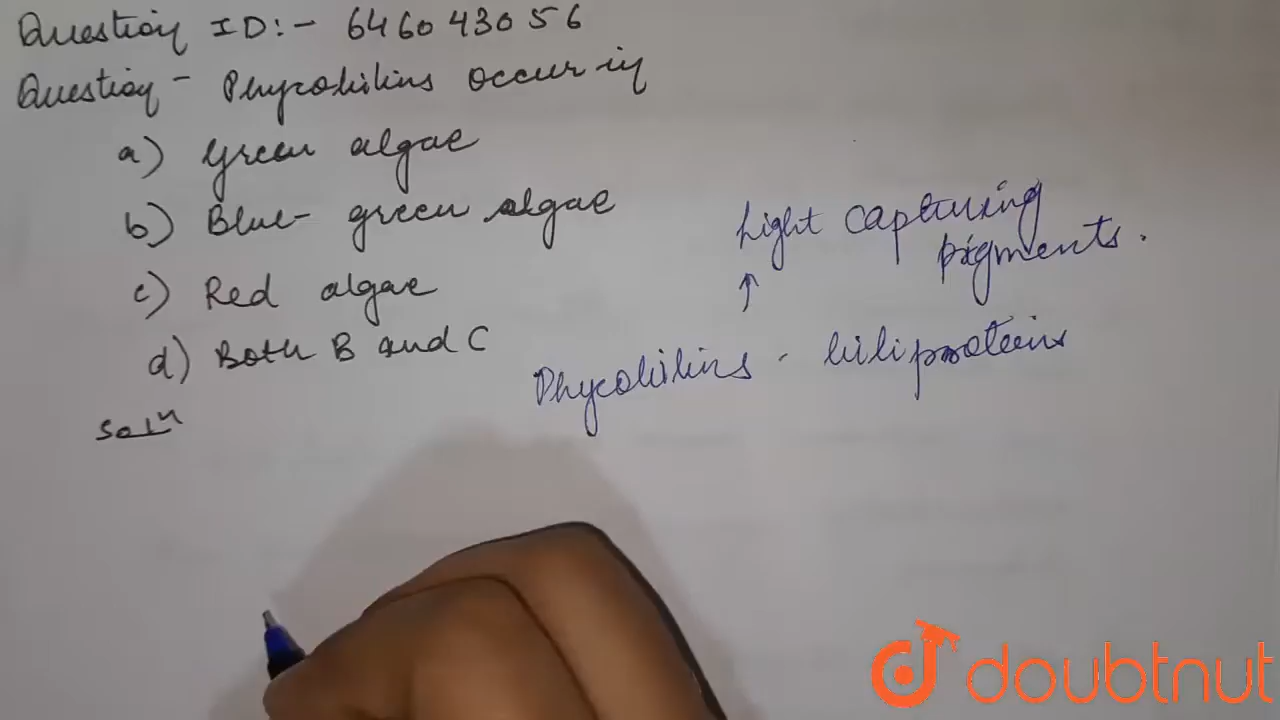 Question ID:- 646043056
Question - Phycobilins occur in
a) Green algae
b) Blue-green algae
c) Red algae
d) Both B and C
Solⁿ
Light capturing
pigments.
↑
Phycobilins - biliproteins
doubtnut